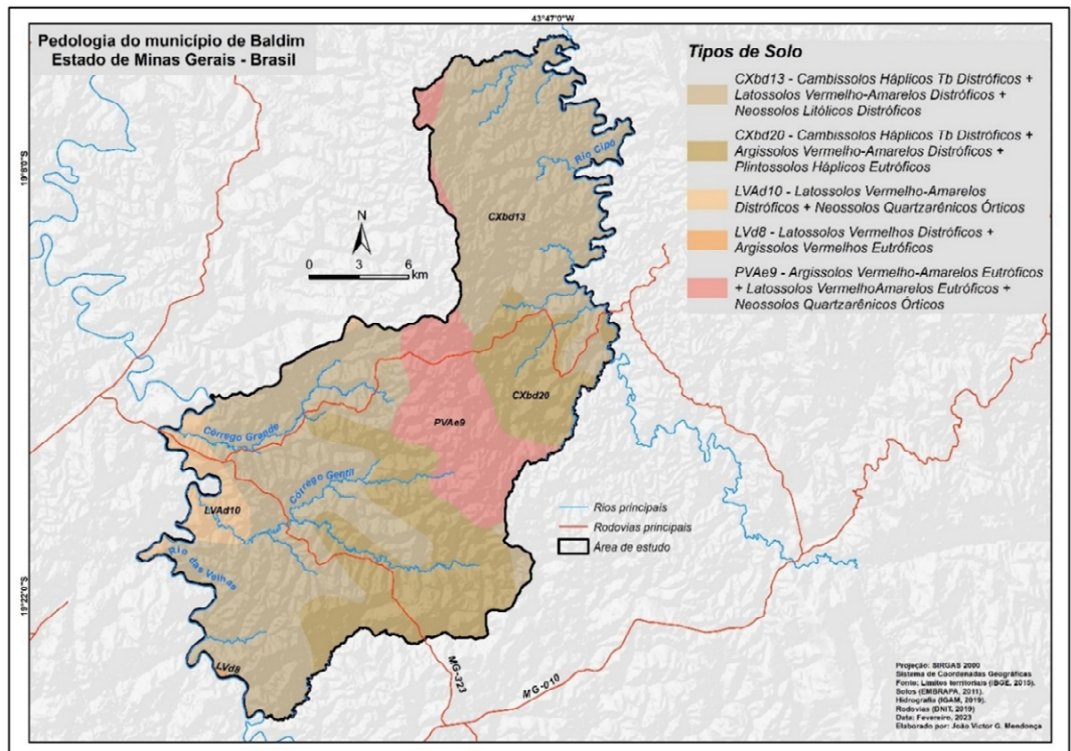 43°47'0"W
Pedologia do município de Baldim
Estado de Minas Gerais - Brasil
Tipos de Solo
CXbd13 - Cambissolos Háplicos Tb Distróficos +
Latossolos Vermelho-Amarelos Distróficos +
Neossolos Litólicos Distróficos
CXbd20 - Cambissolos Háplicos Tb Distróficos +
Argissolos Vermelho-Amarelos Distróficos +
Plintossolos Háplicos Eutróficos
LVAd10 - Latossolos Vermelho-Amarelos
Distróficos + Neossolos Quartzarênicos Órticos
LVd8 - Latossolos Vermelhos Distróficos +
Argissolos Vermelhos Eutróficos
PVAe9 - Argissolos Vermelho-Amarelos Eutróficos
+ Latossolos VermelhoAmarelos Eutróficos +
Neossolos Quartzarênicos Órticos
19°8'0"S
Rio Cipó
CXbd13
N
0 3 6
km
CXbd20
PVAe9
Córrego Grande
Córrego Gentil
LVAd10
Rio das Velhas
LVd8
Rios principais
Rodovias principais
Área de estudo
19°22'0"S
MG-323
MG-010
Projeção: SIRGAS 2000
Sistema de Coordenadas Geográficas
Fonte: Limites territoriais (IBGE, 2015).
Solos (EMBRAPA, 2011).
Hidrografia (IGAM, 2019).
Rodovias (DNIT, 2019)
Data: Fevereiro, 2023
Elaborado por: João Victor G. Mendonça